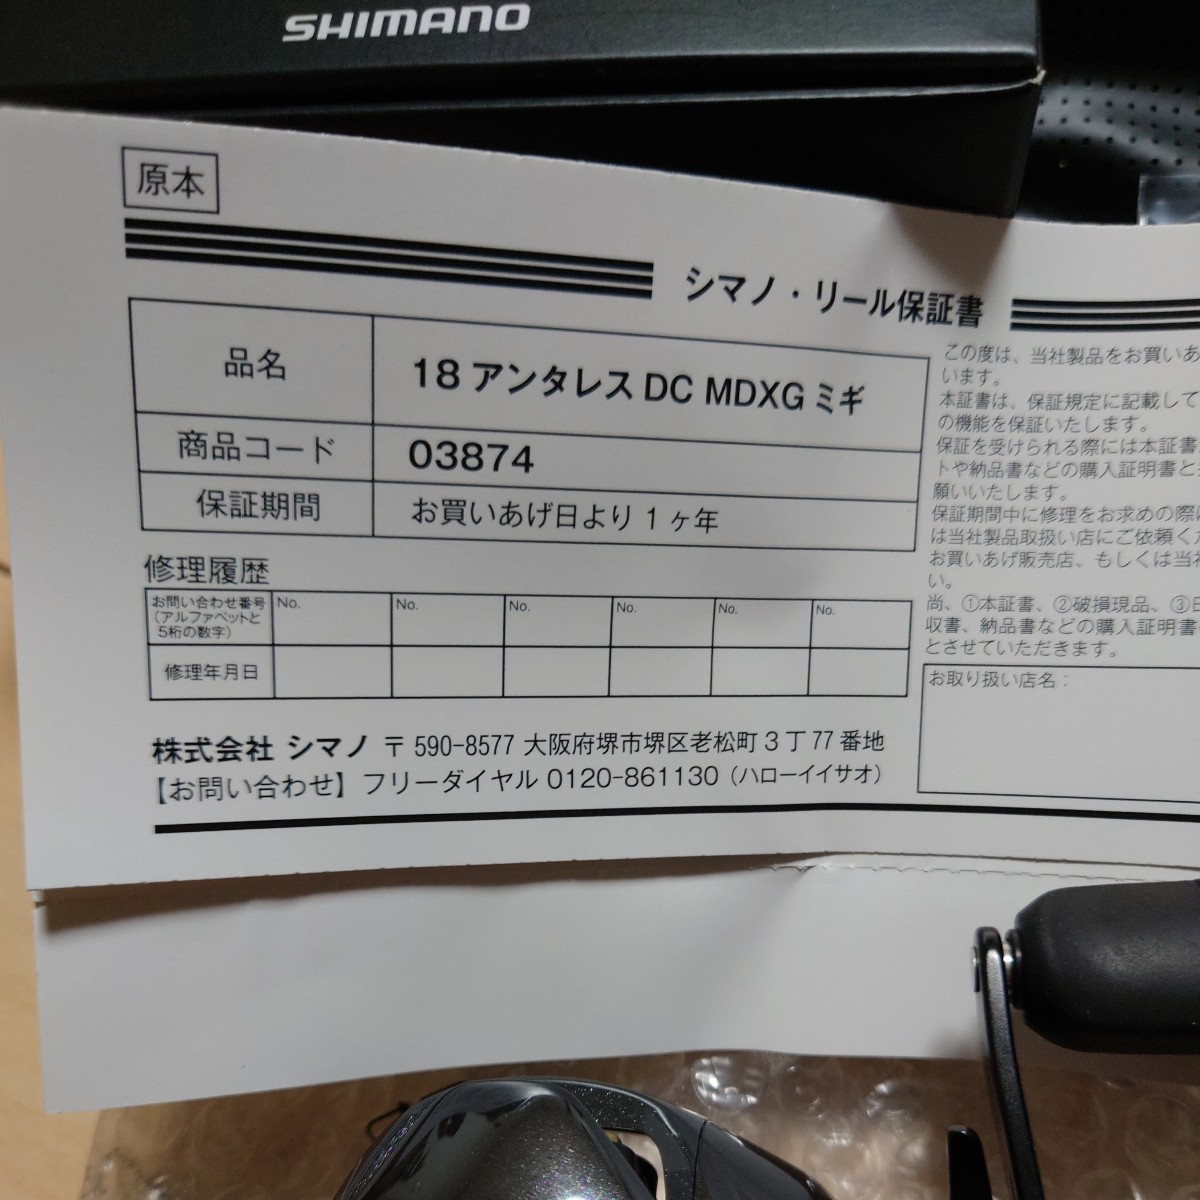 SHIMANO
原本
シマノ・リール保証書
品名 18 アンタレス DC MDXG ミギ
商品コード 03874
保証期間 お買いあげ日より 1 ヶ年
修理履歴
お問い合わせ番号 No. No. No. No. No. No.
(アルファベットと
5桁の数字)
修理年月日
株式会社 シマノ 〒590-8577 大阪府堺市堺区老松町 3 丁 77 番地
【お問い合わせ】フリーダイヤル 0120-861130 (ハローイイサオ)
この度は、当社製品をお買いあ
います。
本証書は、保証規定に記載して
の機能を保証いたします。
保証を受けられる際には本証書
トや納品書などの購入証明書と
願いいたします。
保証期間中に修理をお求めの際
は当社製品取扱い店にご依頼く
お買いあげ販売店、もしくは当
い。
尚、①本証書、②破損現品、③
収書、納品書などの購入証明書
とさせていただきます。
お取り扱い店名：